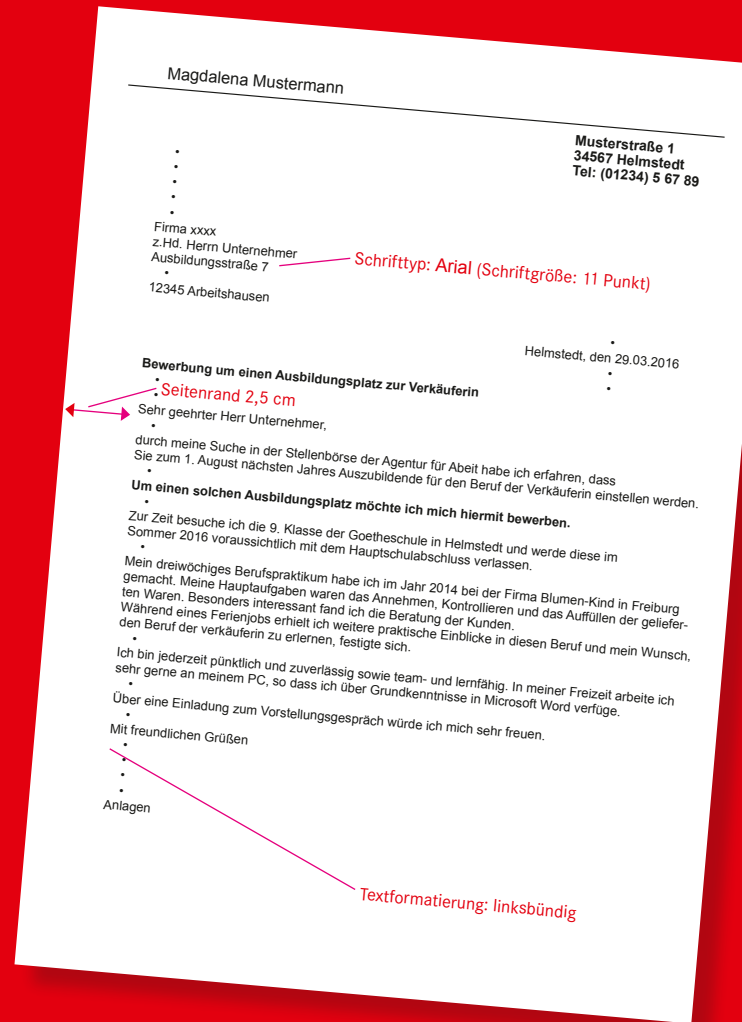 Magdalena Mustermann
Musterstraße 1
34567 Helmstedt
Tel: (01234) 5 67 89
Firma xxxx
z.Hd. Herrn Unternehmer
Ausbildungsstraße 7
Schrifttyp: Arial (Schriftgröße: 11 Punkt)
12345 Arbeitshausen
Helmstedt, den 29.03.2016
Bewerbung um einen Ausbildungsplatz zur Verkäuferin
Seitenrand 2,5 cm
Sehr geehrter Herr Unternehmer,
durch meine Suche in der Stellenbörse der Agentur für Abeit habe ich erfahren, dass
Sie zum 1. August nächsten Jahres Auszubildende für den Beruf der Verkäuferin einstellen werden.
Um einen solchen Ausbildungsplatz möchte ich mich hiermit bewerben.
Zur Zeit besuche ich die 9. Klasse der Goetheschule in Helmstedt und werde diese im
Sommer 2016 voraussichtlich mit dem Hauptschulabschluss verlassen.
Mein dreiwöchiges Berufspraktikum habe ich im Jahr 2014 bei der Firma Blumen-Kind in Freiburg
gemacht. Meine Hauptaufgaben waren das Annehmen, Kontrollieren und das Auffüllen der geliefer-
ten Waren. Besonders interessant fand ich die Beratung der Kunden.
Während eines Ferienjobs erhielt ich weitere praktische Einblicke in diesen Beruf und mein Wunsch,
den Beruf der verkäuferin zu erlernen, festigte sich.
Ich bin jederzeit pünktlich und zuverlässig sowie team- und lernfähig. In meiner Freizeit arbeite ich
sehr gerne an meinem PC, so dass ich über Grundkenntnisse in Microsoft Word verfüge.
Über eine Einladung zum Vorstellungsgespräch würde ich mich sehr freuen.
Mit freundlichen Grüßen
Anlagen
Textformatierung: linksbündig